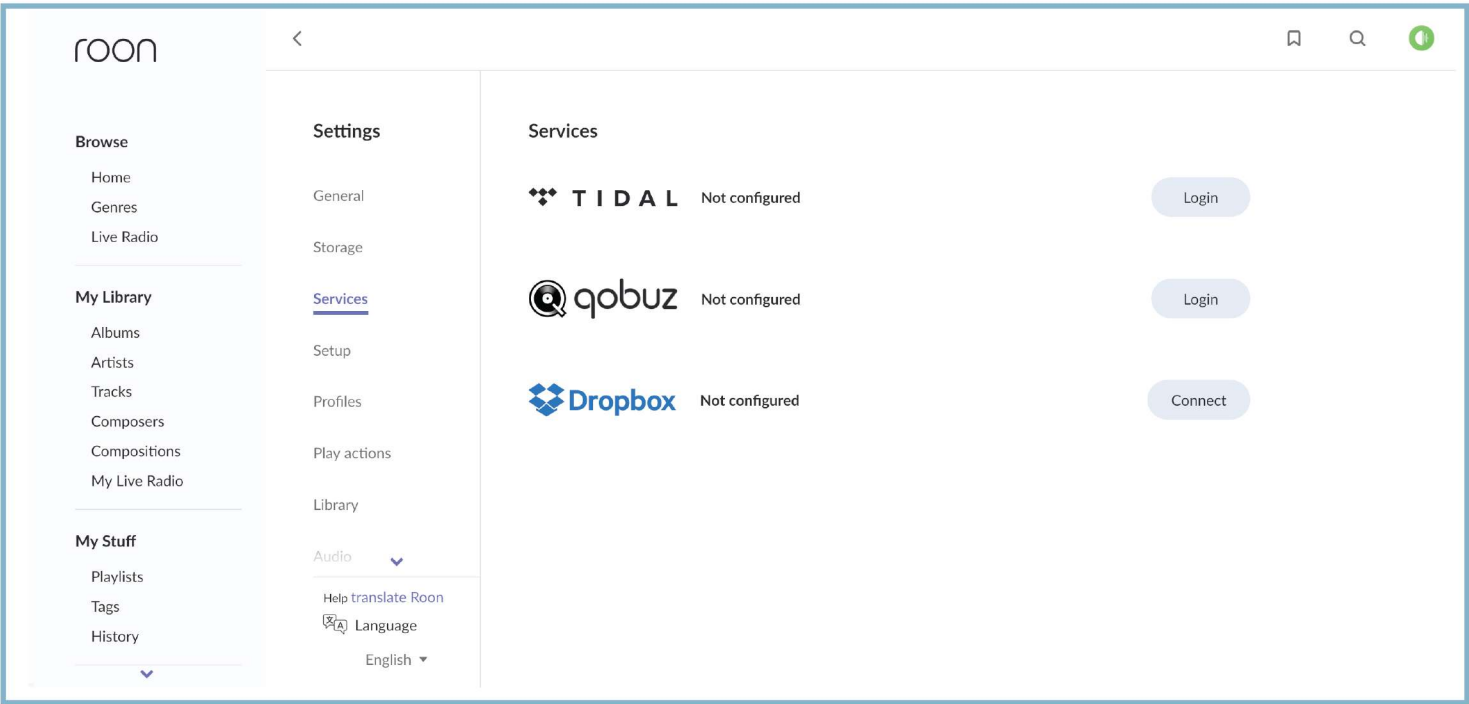 roon
Browse
Home
Genres
Live Radio
My Library
Albums
Artists
Tracks
Composers
Compositions
My Live Radio
My Stuff
Playlists
Tags
History
Settings
General
Storage
Services
Setup
Profiles
Play actions
Library
Audio
Help translate Roon
文A Language
English
Services
TIDAL Not configured Login
qobuz Not configured Login
Dropbox Not configured Connect